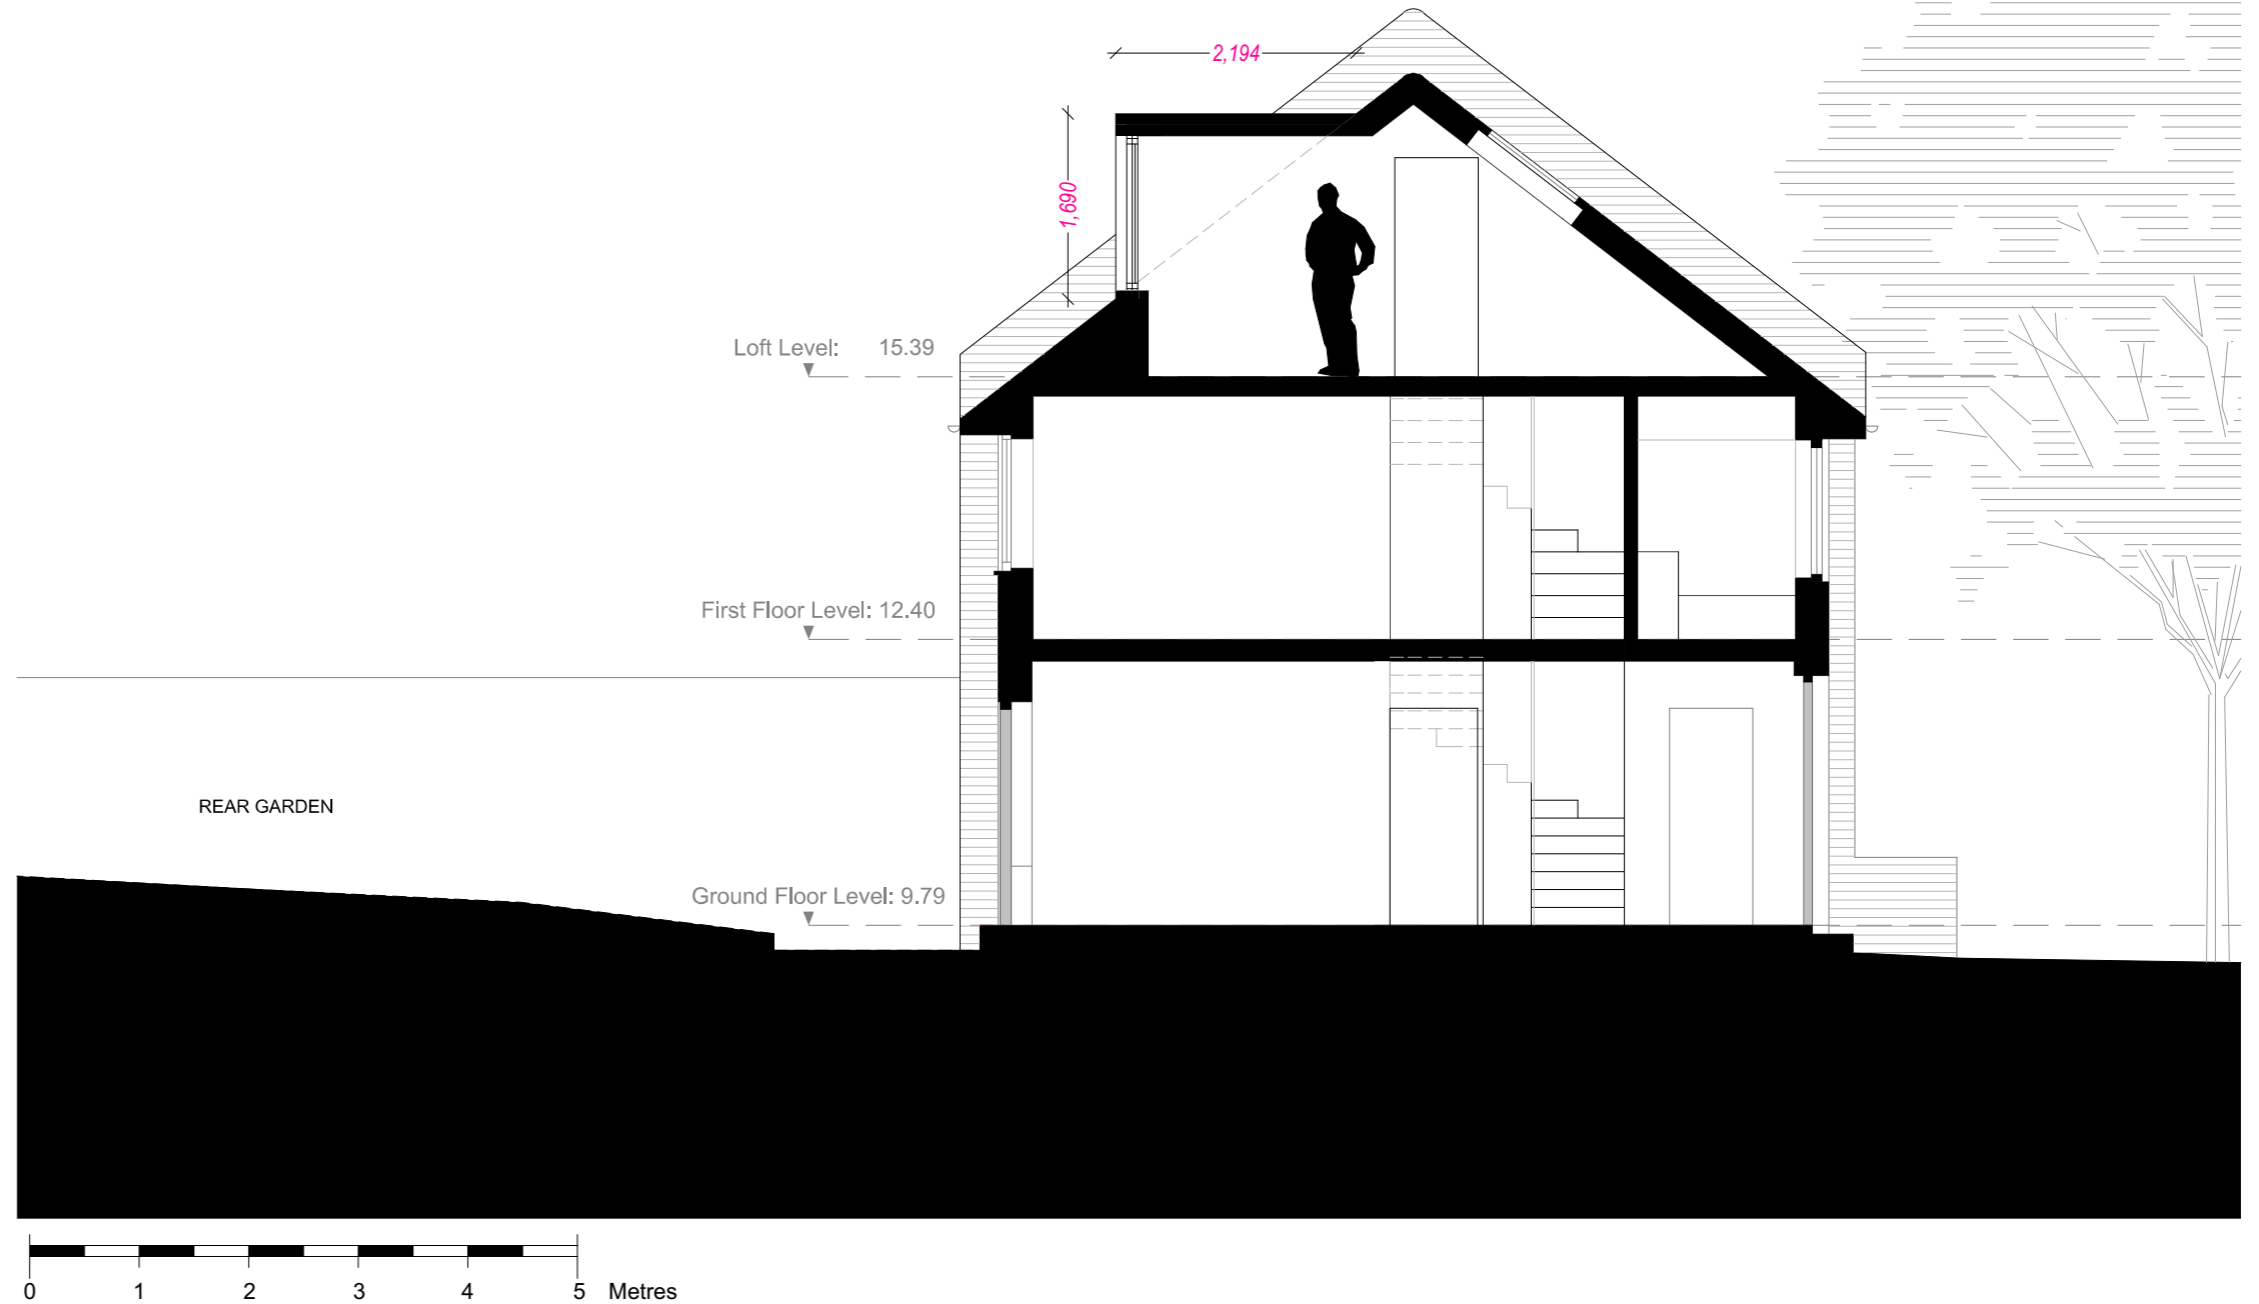 2,194
1,690
Loft Level: 15.39
First Floor Level: 12.40
REAR GARDEN
Ground Floor Level: 9.79
0 1 2 3 4 5 Metres